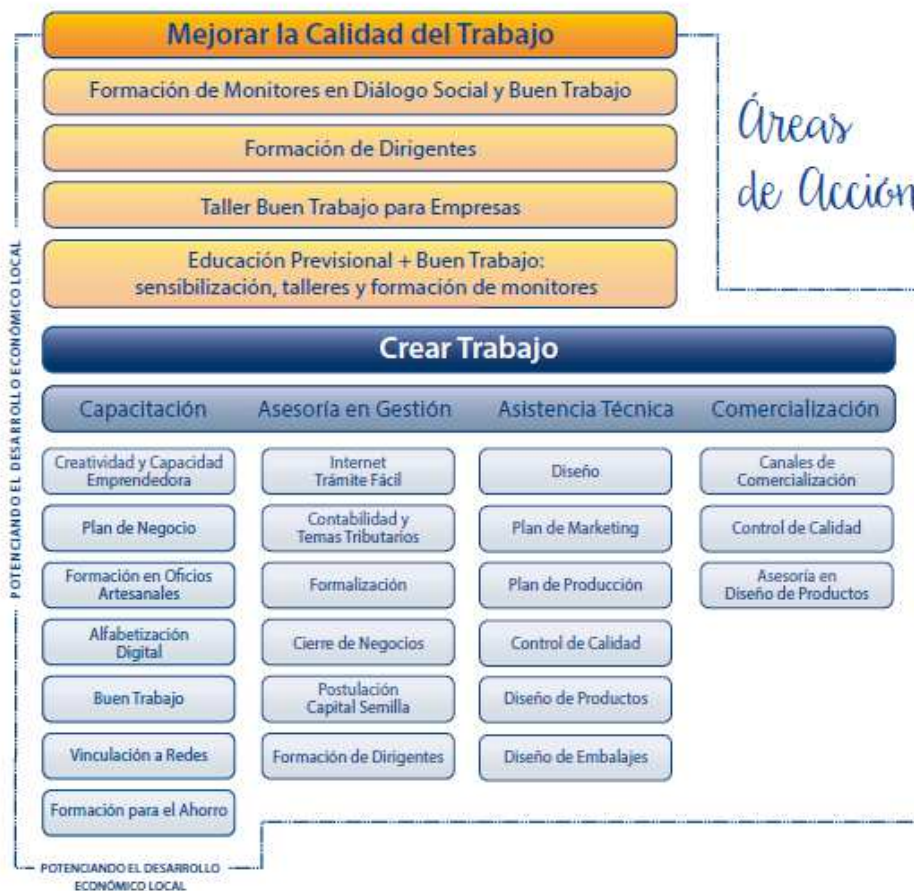 Mejorar la Calidad del Trabajo
Formación de Monitores en Diálogo Social y Buen Trabajo
Formación de Dirigentes
Taller Buen Trabajo para Empresas
Educación Previsional + Buen Trabajo:
sensibilización, talleres y formación de monitores
Áreas
de Acción
POTENCIANDO EL DESARROLLO ECONÓMICO LOCAL
Crear Trabajo
Capacitación
Creatividad y Capacidad
Emprendedora
Plan de Negocio
Formación en Oficios
Artesanales
Alfabetización
Digital
Buen Trabajo
Vinculación a Redes
Formación para el Ahorro
Asesoría en Gestión
Internet
Trámite Fácil
Contabilidad y
Temas Tributarios
Formalización
Cierre de Negocios
Postulación
Capital Semilla
Formación de Dirigentes
Asistencia Técnica
Diseño
Plan de Marketing
Plan de Producción
Control de Calidad
Diseño de Productos
Diseño de Embalajes
Comercialización
Canales de
Comercialización
Control de Calidad
Asesoría en
Diseño de Productos
POTENCIANDO EL DESARROLLO
ECONÓMICO LOCAL